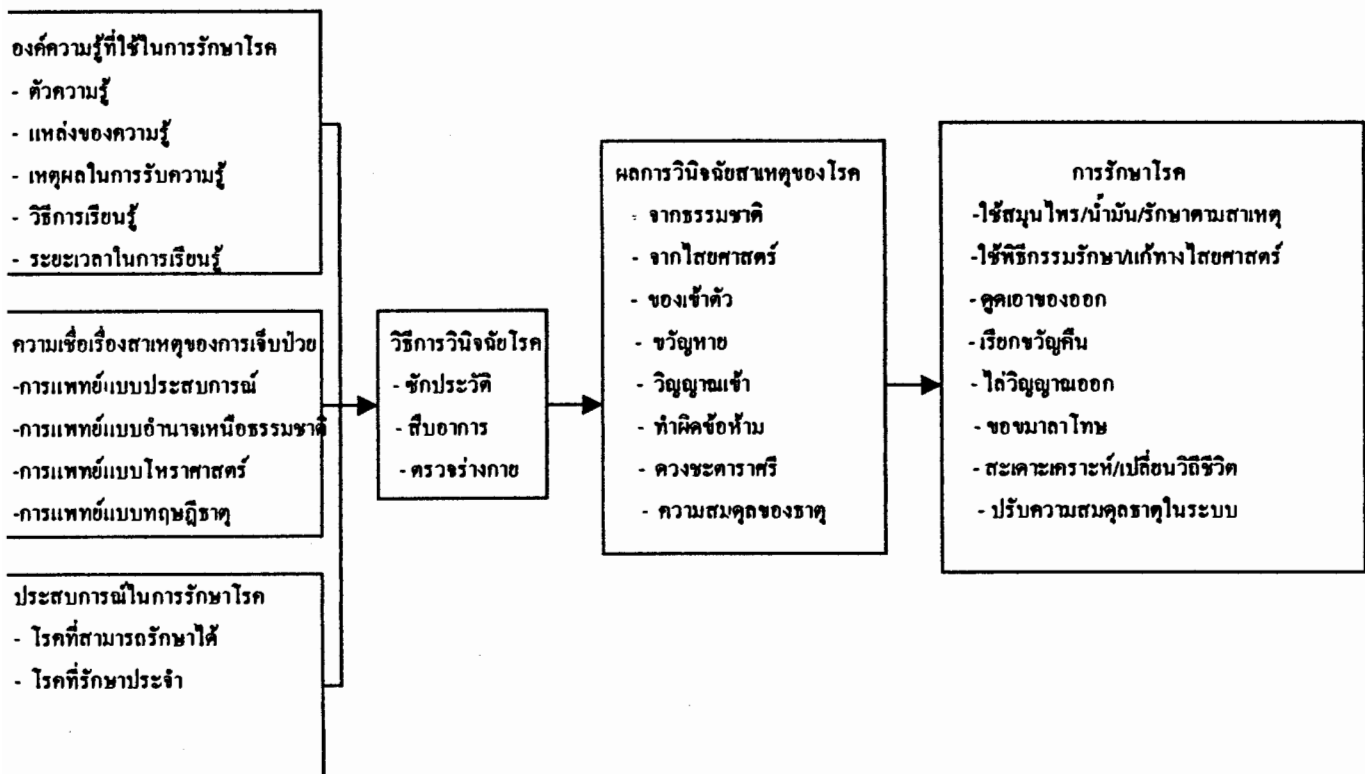 องค์ความรู้ที่ใช้ในการรักษาโรค
- ตัวความรู้
- แหล่งของความรู้
- เหตุผลในการรับความรู้
- วิธีการเรียนรู้
- ระยะเวลาในการเรียนรู้
ความเชื่อเรื่องสาเหตุของการเจ็บป่วย
-การแพทย์แบบประสบการณ์
-การแพทย์แบบอำนาจเหนือธรรมชาติ
-การแพทย์แบบโหราศาสตร์
-การแพทย์แบบทฤษฎีธาตุ
ประสบการณ์ในการรักษาโรค
- โรคที่สามารถรักษาได้
- โรคที่รักษาประจำ
วิธีการวินิจฉัยโรค
- ซักประวัติ
- สืบอาการ
- ตรวจร่างกาย
ผลการวินิจฉัยสาเหตุของโรค
- จากธรรมชาติ
- จากไสยศาสตร์
- ของเข้าตัว
- ขวัญหาย
- วิญญาณเข้า
- ทำผิดข้อห้าม
- ดวงชะตาราศรี
- ความสมดุลของธาตุ
การรักษาโรค
-ใช้สมุนไพร/น้ำมัน/รักษาตามสาเหตุ
-ใช้พิธีกรรมรักษา/แก้ทางไสยศาสตร์
-ดูดเอาของออก
-เรียกขวัญคืน
- ไล่วิญญาณออก
- ขอขมาลาโทษ
- สะเดาะเคราะห์/เปลี่ยนวิถีชีวิต
- ปรับความสมดุลธาตุในระบบ